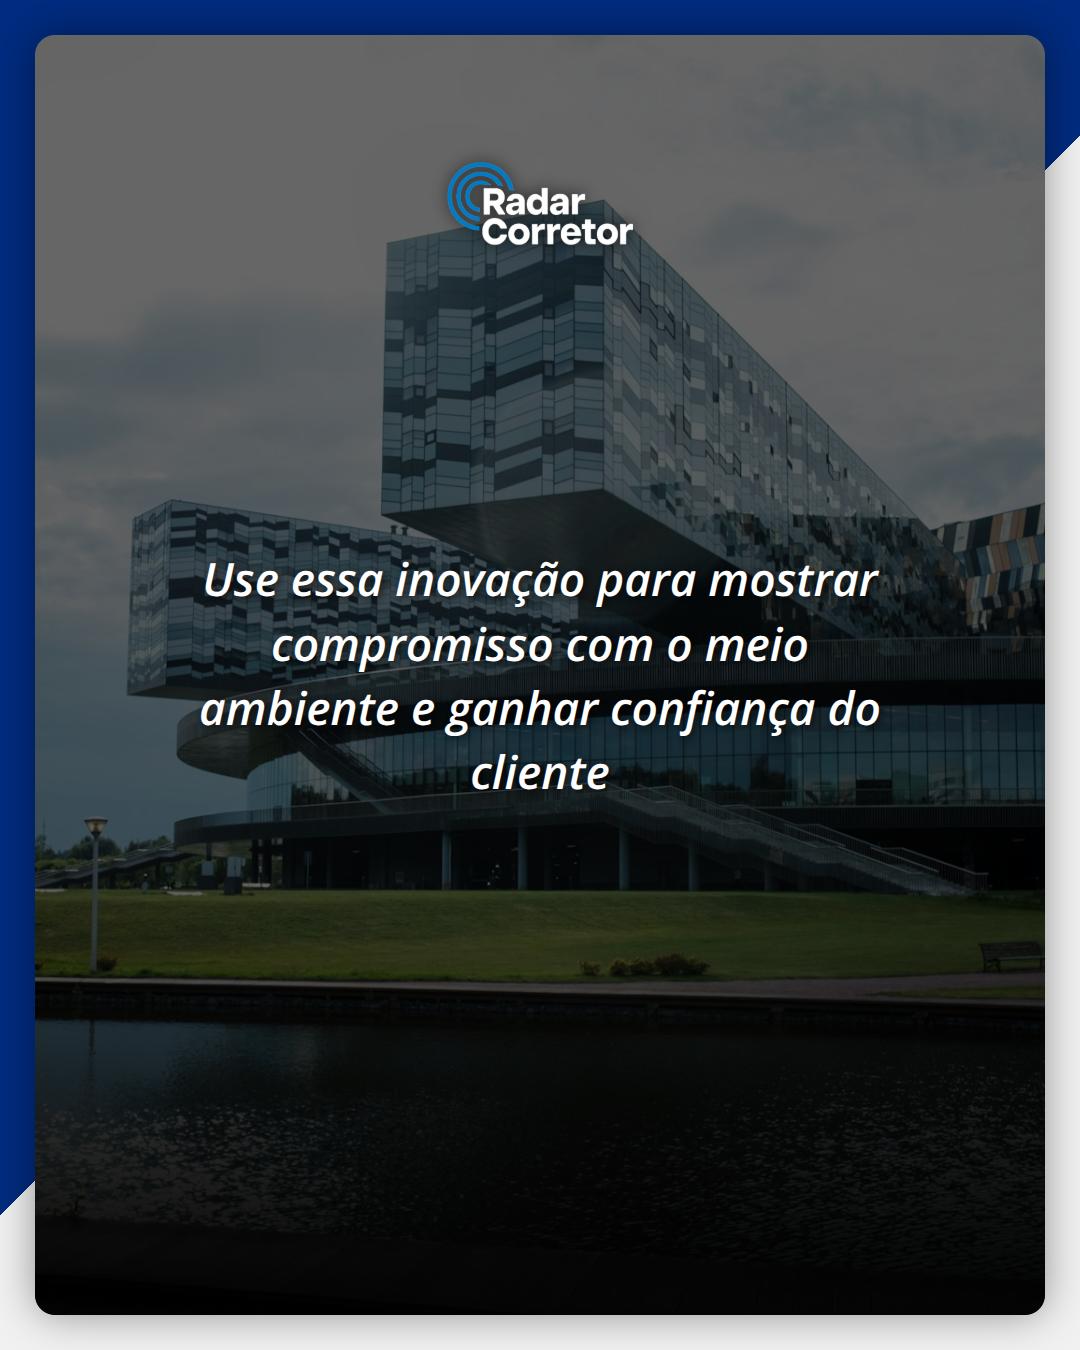 Radar
Corretor
Use essa inovação para mostrar
compromisso com o meio
ambiente e ganhar confiança do
cliente